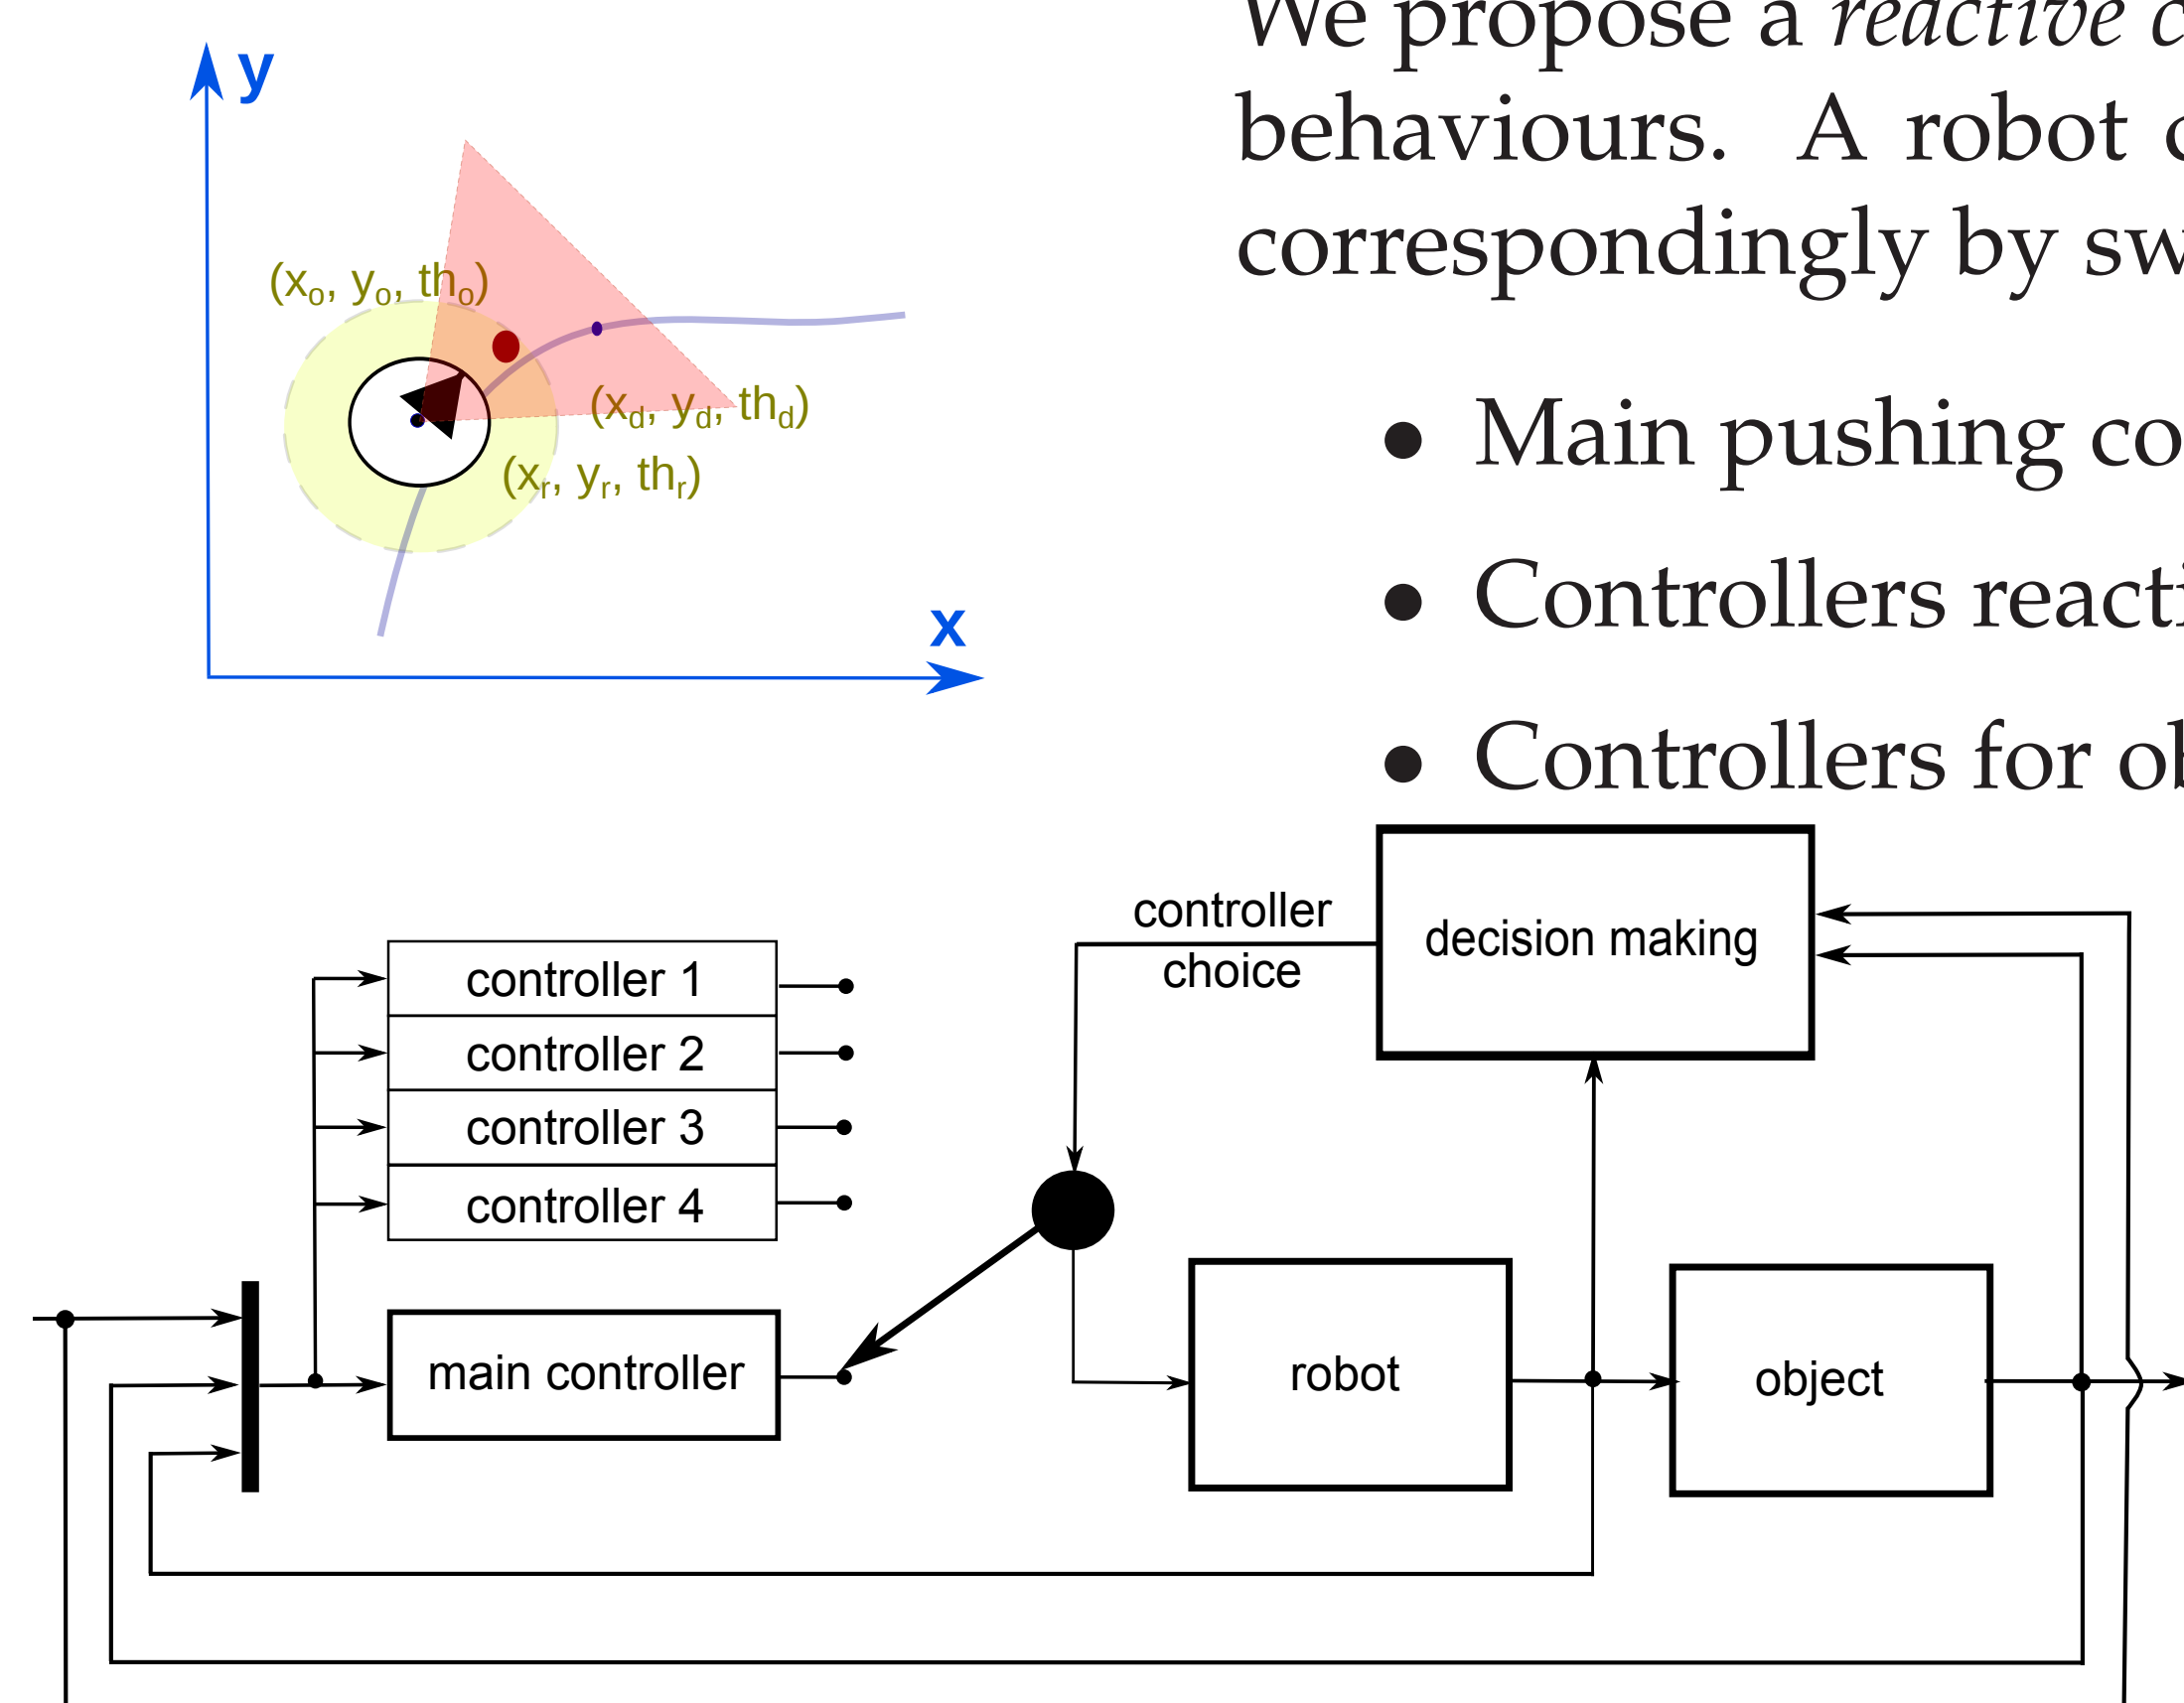 y
(xo, yo, tho)
(xd, yd, thd)
(xr, yr, thr)
x
We propose a reactive
behaviours. A robot
correspondingly by sw
• Main pushing co
• Controllers reacti
• Controllers for ob
controller
choice
decision making
controller 1
controller 2
controller 3
controller 4
main controller
robot
object